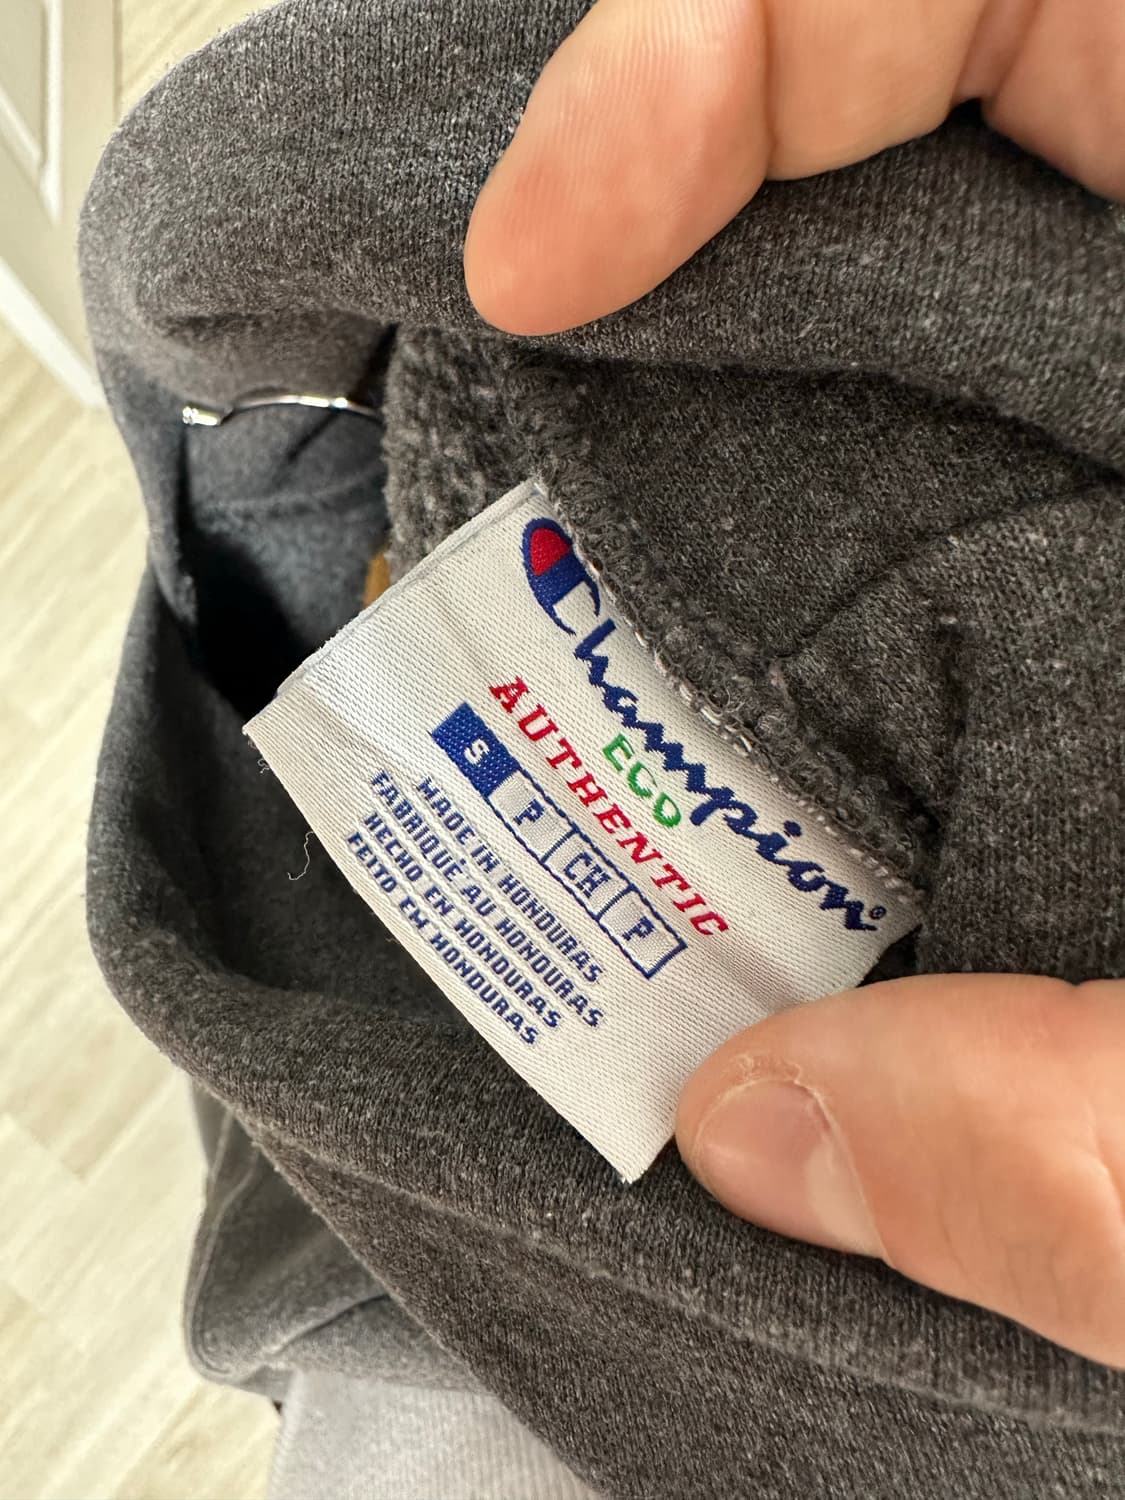 Champion®
ECO
AUTHENTIC
S P CH P
MADE IN HONDURAS
FABRIQUÉ AU HONDURAS
HECHO EN HONDURAS
FEITO EM HONDURAS